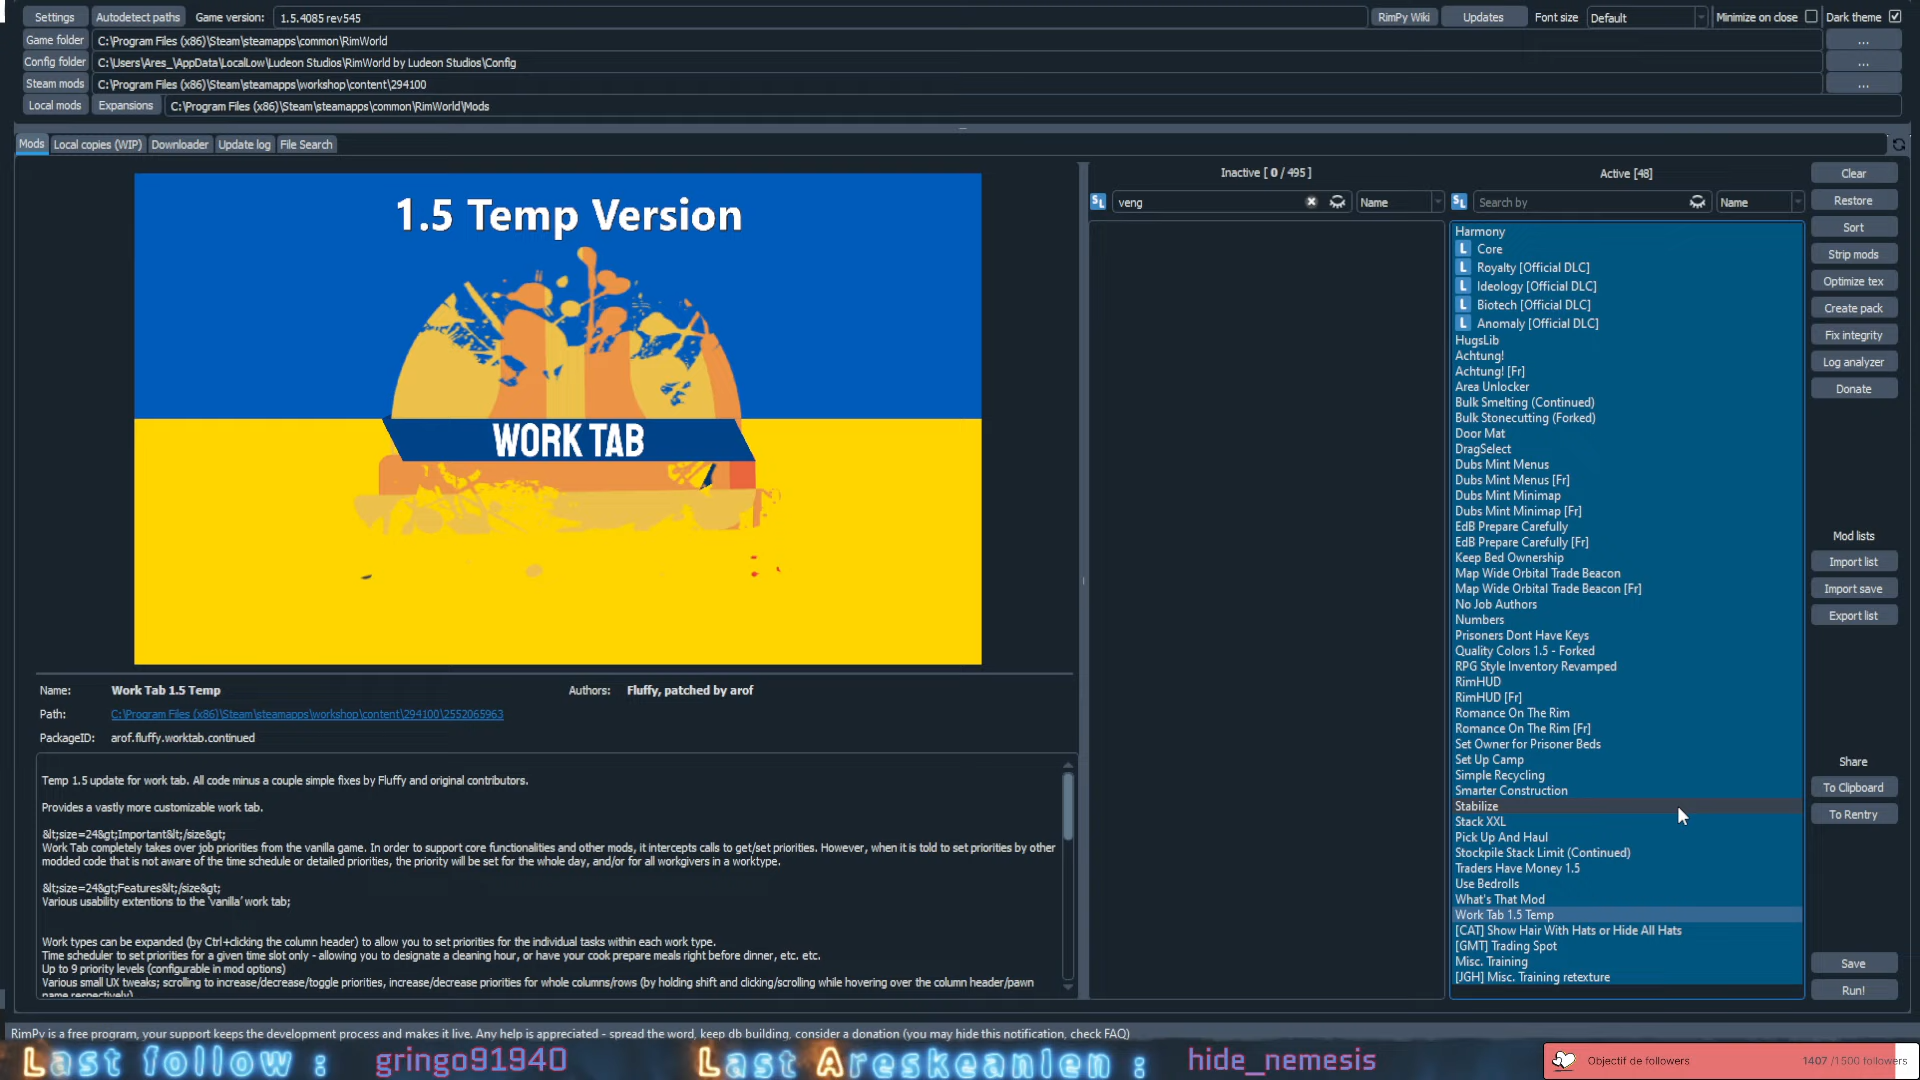 Settings
Autodetect paths
Game version:
1.5.4085 rev545
RimPy Wiki
Updates
Font size
Default
Minimize on close
Dark theme
Game folder
C:\Program Files (x86)\Steam\steamapps\common\RimWorld
...
Config folder
C:\Users\Ares_\AppData\LocalLow\Ludeon Studios\RimWorld by Ludeon Studios\Config
...
Steam mods
C:\Program Files (x86)\Steam\steamapps\workshop\content\294100
...
Local mods
Expansions
C:\Program Files (x86)\Steam\steamapps\common\RimWorld\Mods
Mods
Local copies (WIP)
Downloader
Update log
File Search
1.5 Temp Version
WORK TAB
Name:
Work Tab 1.5 Temp
Authors:
Fluffy, patched by arof
Path:
C:\Program Files (x86)\Steam\steamapps\workshop\content\294100\2552065963
PackageID:
arof.fluffy.worktab.continued
Temp 1.5 update for work tab. All code minus a couple simple fixes by Fluffy and original contributors.
Provides a vastly more customizable work tab.
&lt;size=24&gt;Important&lt;/size&gt;
Work Tab completely takes over job priorities from the vanilla game. In order to support core functionalities and other mods, it intercepts calls to get/set priorities. However, when it is told to set priorities by other
modded code that is not aware of the time schedule or detailed priorities, the priority will be set for the whole day, and/or for all workgivers in a worktype.
&lt;size=24&gt;Features&lt;/size&gt;
Various usability extentions to the 'vanilla' work tab;
Work types can be expanded (by Ctrl+clicking the column header) to allow you to set priorities for the individual tasks within each work type.
Time scheduler to set priorities for a given time slot only - allowing you to designate a cleaning hour, or have your cook prepare meals right before dinner, etc. etc.
Up to 9 priority levels (configurable in mod options)
Various small UX tweaks; scrolling to increase/decrease/toggle priorities, increase/decrease priorities for whole columns/rows (by holding shift and clicking/scrolling while hovering over the column header/pawn
name respectively)
Inactive [ 0 / 495 ]
SL
veng
Name
Active [48]
SL
Search by
Name
Harmony
L Core
L Royalty [Official DLC]
L Ideology [Official DLC]
L Biotech [Official DLC]
L Anomaly [Official DLC]
HugsLib
Achtung!
Achtung! [Fr]
Area Unlocker
Bulk Smelting (Continued)
Bulk Stonecutting (Forked)
Door Mat
DragSelect
Dubs Mint Menus
Dubs Mint Menus [Fr]
Dubs Mint Minimap
Dubs Mint Minimap [Fr]
EdB Prepare Carefully
EdB Prepare Carefully [Fr]
Keep Bed Ownership
Map Wide Orbital Trade Beacon
Map Wide Orbital Trade Beacon [Fr]
No Job Authors
Numbers
Prisoners Dont Have Keys
Quality Colors 1.5 - Forked
RPG Style Inventory Revamped
RimHUD
RimHUD [Fr]
Romance On The Rim
Romance On The Rim [Fr]
Set Owner for Prisoner Beds
Set Up Camp
Simple Recycling
Smarter Construction
Stabilize
Stack XXL
Pick Up And Haul
Stockpile Stack Limit (Continued)
Traders Have Money 1.5
Use Bedrolls
What's That Mod
Work Tab 1.5 Temp
[CAT] Show Hair With Hats or Hide All Hats
[GMT] Trading Spot
Misc. Training
[JGH] Misc. Training retexture
Clear
Restore
Sort
Strip mods
Optimize tex
Create pack
Fix integrity
Log analyzer
Donate
Mod lists
Import list
Import save
Export list
Share
To Clipboard
To Rentry
Save
Run!
RimPy is a free program, your support keeps the development process and makes it live. Any help is appreciated - spread the word, keep db building, consider a donation (you may hide this notification, check FAQ)
Last follow :
gringo91940
Last Areskeanien :
hide_nemesis
Objectif de followers
1407 /1500 followers